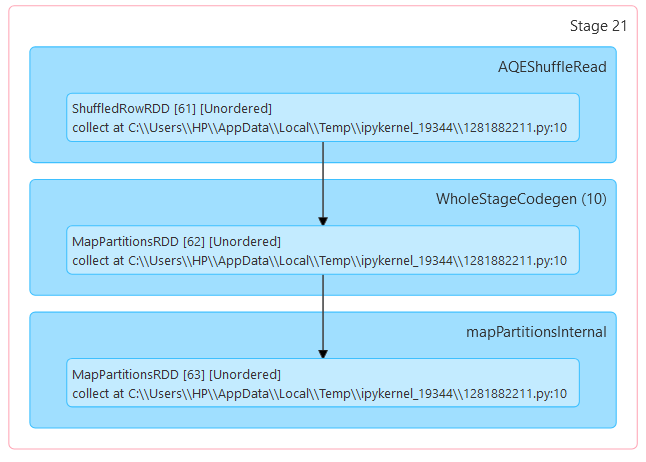 Stage 21
AQEShuffleRead
ShuffledRowRDD [61] [Unordered]
collect at C:\\Users\\HP\\AppData\\Local\\Temp\\ipykernel_19344\\1281882211.py:10
WholeStageCodegen (10)
MapPartitionsRDD [62] [Unordered]
collect at C:\\Users\\HP\\AppData\\Local\\Temp\\ipykernel_19344\\1281882211.py:10
mapPartitionsInternal
MapPartitionsRDD [63] [Unordered]
collect at C:\\Users\\HP\\AppData\\Local\\Temp\\ipykernel_19344\\1281882211.py:10